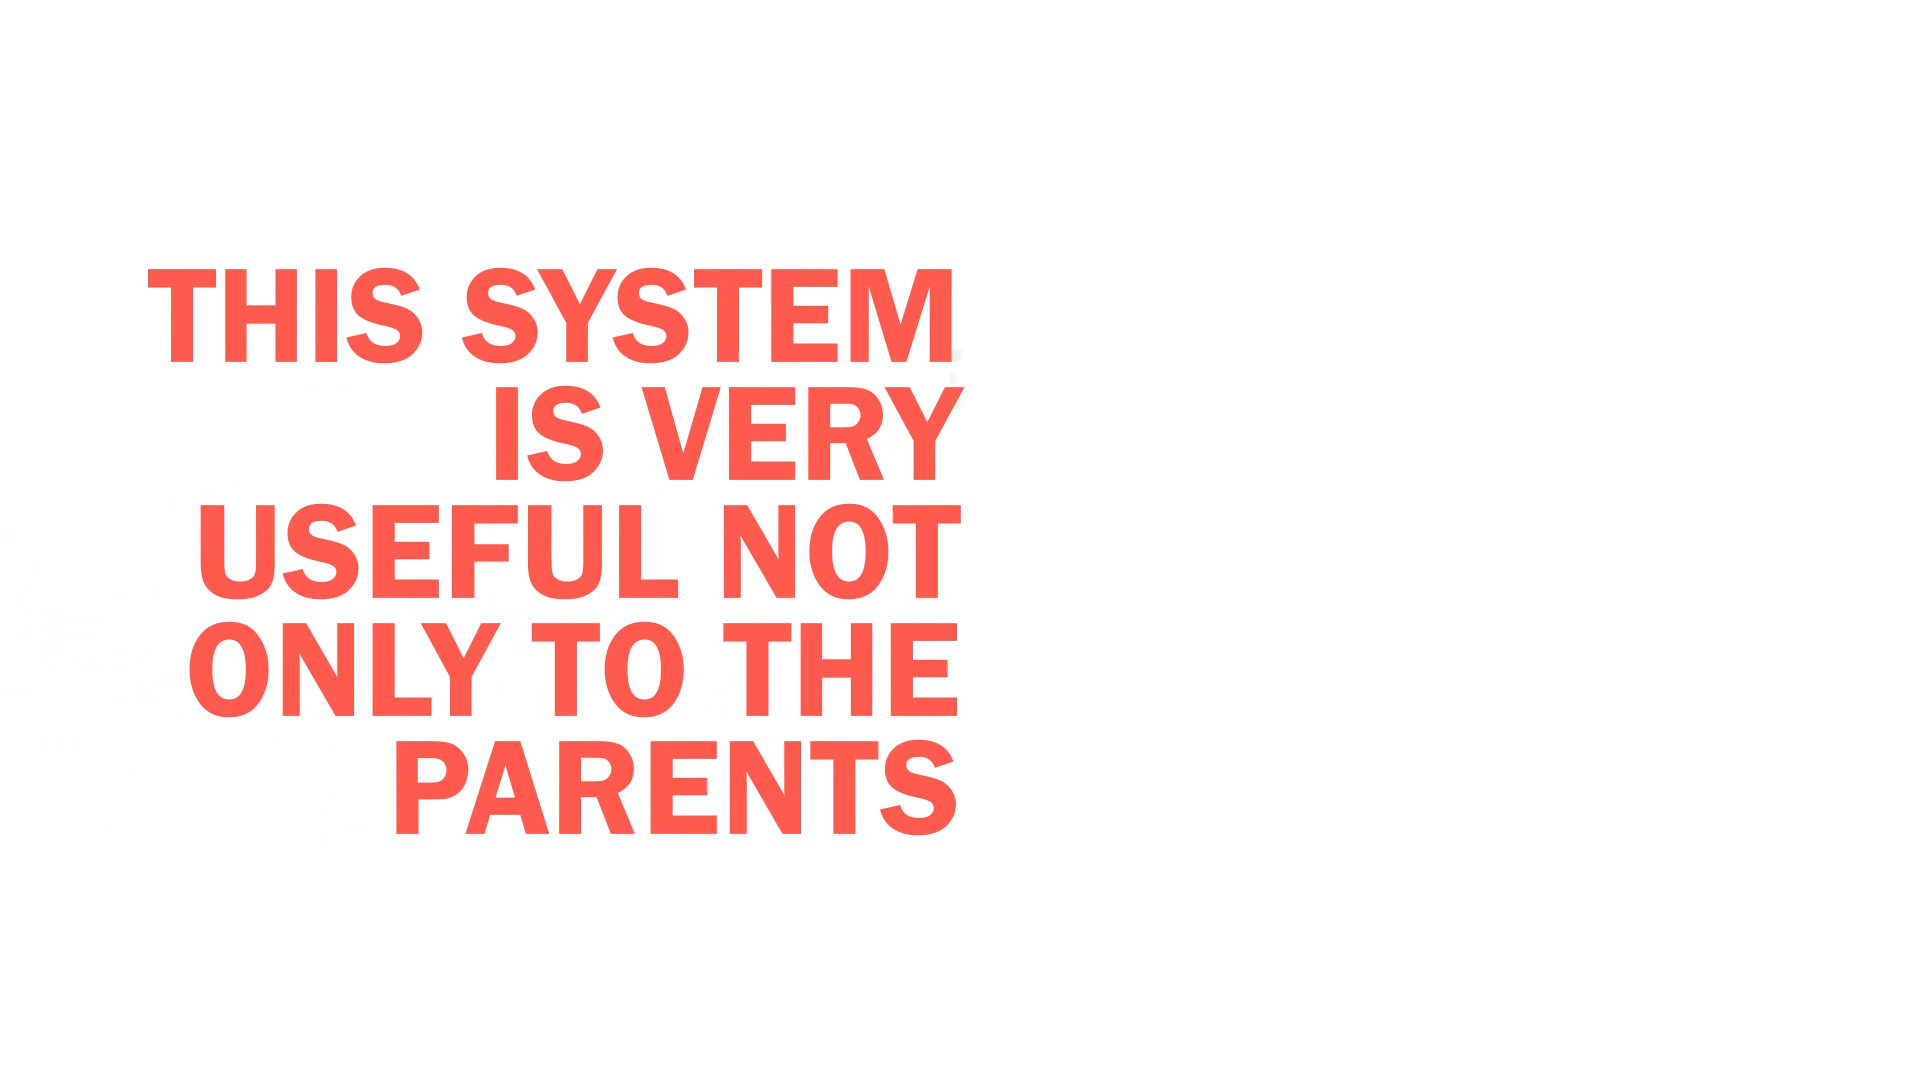 THIS SYSTEM
IS VERY
USEFUL NOT
ONLY TO THE
PARENTS